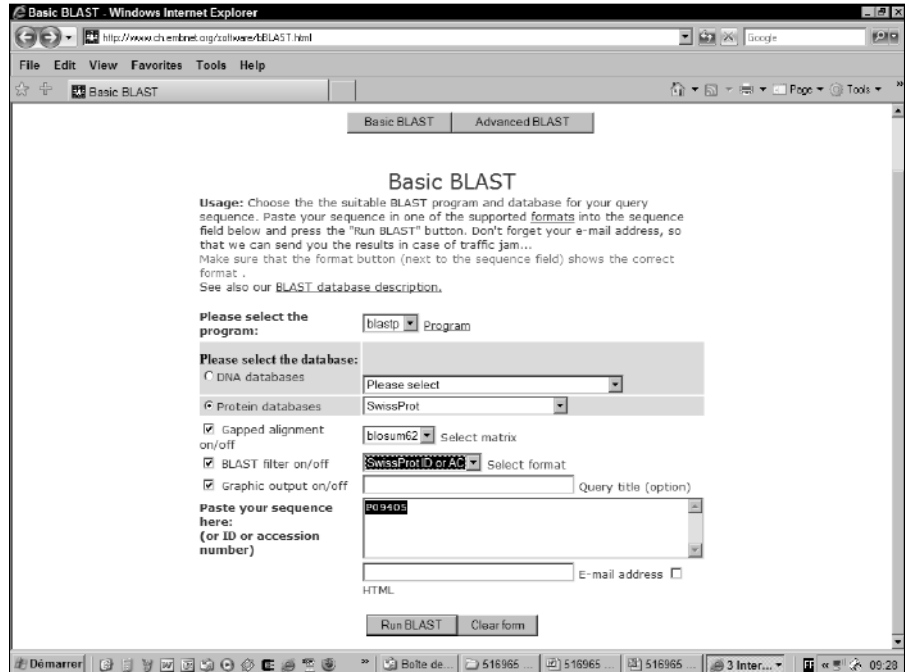 Basic BLAST - Windows Internet Explorer
http://www.ch.embnet.org/software/bBLAST.html
Google
File Edit View Favorites Tools Help
Basic BLAST
Page Tools
Basic BLAST Advanced BLAST
Basic BLAST
Usage: Choose the the suitable BLAST program and database for your query
sequence. Paste your sequence in one of the supported formats into the sequence
field below and press the "Run BLAST" button. Don't forget your e-mail address, so
that we can send you the results in case of traffic jam...
Make sure that the format button (next to the sequence field) shows the correct
format .
See also our BLAST database description.
Please select the
program:
blastp Program
Please select the database:
DNA databases
Please select
Protein databases SwissProt
Gapped alignment
on/off
blosum62 Select matrix
BLAST filter on/off SwissProt ID or AC Select format
Graphic output on/off Query title (option)
Paste your sequence
here:
(or ID or accession
number)
P09405
E-mail address
HTML
Run BLAST Clear form
Démarrer » Boîte de... 516965 ... 516965 ... 516965 ... 3 Inter... FR « 09:28